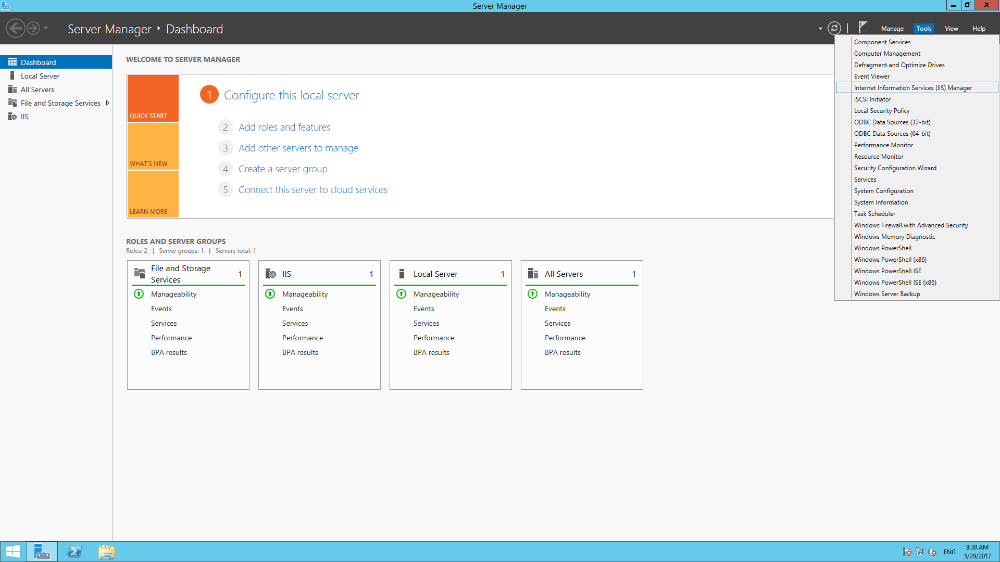 Server Manager
Server Manager ‣ Dashboard
Manage
Tools
View
Help
Component Services
Computer Management
Defragment and Optimize Drives
Event Viewer
Internet Information Services (IIS) Manager
iSCSI Initiator
Local Security Policy
ODBC Data Sources (32-bit)
ODBC Data Sources (64-bit)
Performance Monitor
Resource Monitor
Security Configuration Wizard
Services
System Configuration
System Information
Task Scheduler
Windows Firewall with Advanced Security
Windows Memory Diagnostic
Windows PowerShell
Windows PowerShell (x86)
Windows PowerShell ISE
Windows PowerShell ISE (x86)
Windows Server Backup
Dashboard
Local Server
All Servers
File and Storage Services
IIS
WELCOME TO SERVER MANAGER
QUICK START
WHAT'S NEW
LEARN MORE
1 Configure this local server
2 Add roles and features
3 Add other servers to manage
4 Create a server group
5 Connect this server to cloud services
ROLES AND SERVER GROUPS
Roles: 2 | Server groups: 1 | Servers total: 1
File and Storage
Services
1
Manageability
Events
Services
Performance
BPA results
IIS 1
Manageability
Events
Services
Performance
BPA results
Local Server 1
Manageability
Events
Services
Performance
BPA results
All Servers 1
Manageability
Events
Services
Performance
BPA results
ENG
8:38 AM
5/29/2017